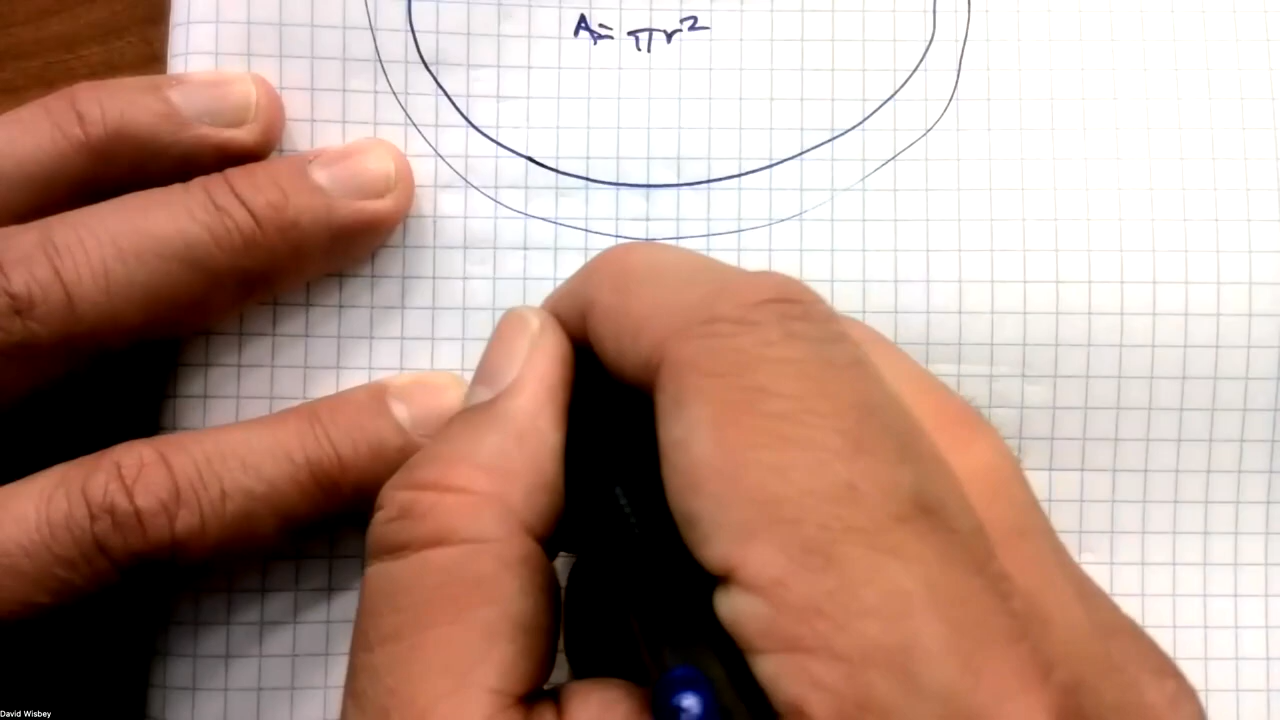 A = πr²
David Wisbey